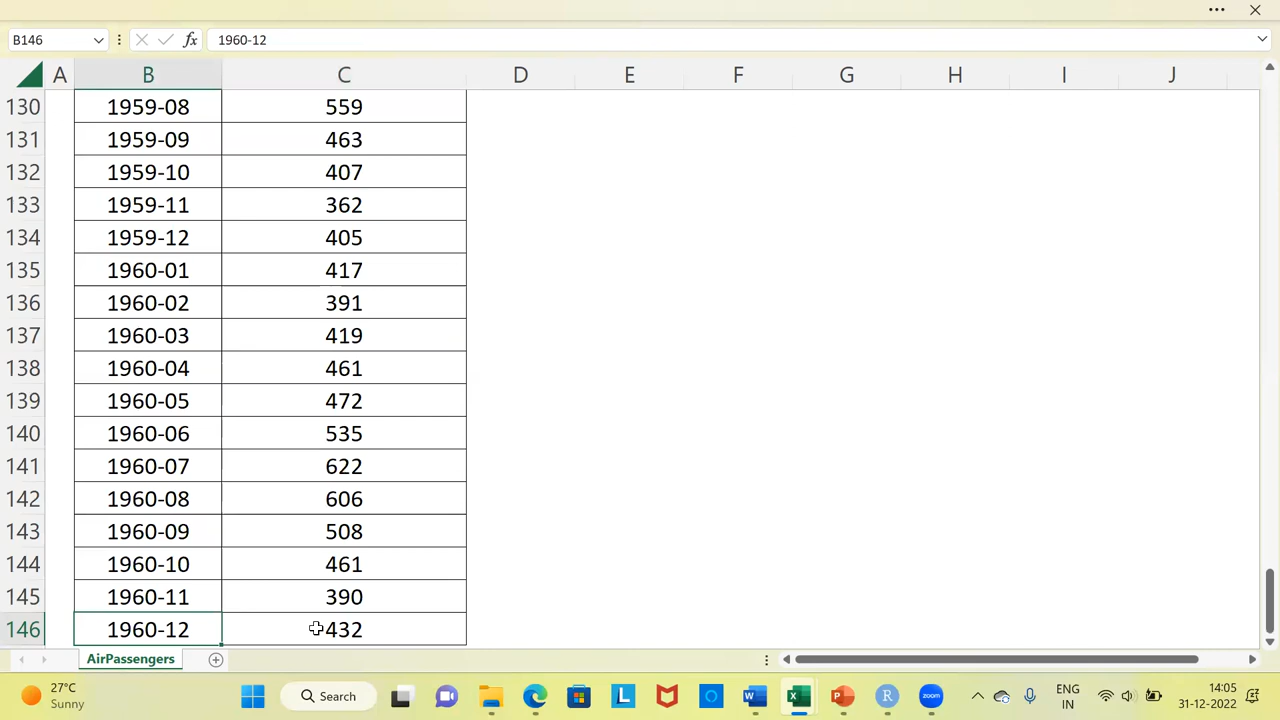 B146 fx 1960-12
A B C D E F G H I J
130 1959-08 559
131 1959-09 463
132 1959-10 407
133 1959-11 362
134 1959-12 405
135 1960-01 417
136 1960-02 391
137 1960-03 419
138 1960-04 461
139 1960-05 472
140 1960-06 535
141 1960-07 622
142 1960-08 606
143 1960-09 508
144 1960-10 461
145 1960-11 390
146 1960-12 432
AirPassengers
27°C
Sunny
Search
ENG
IN
14:05
31-12-2022